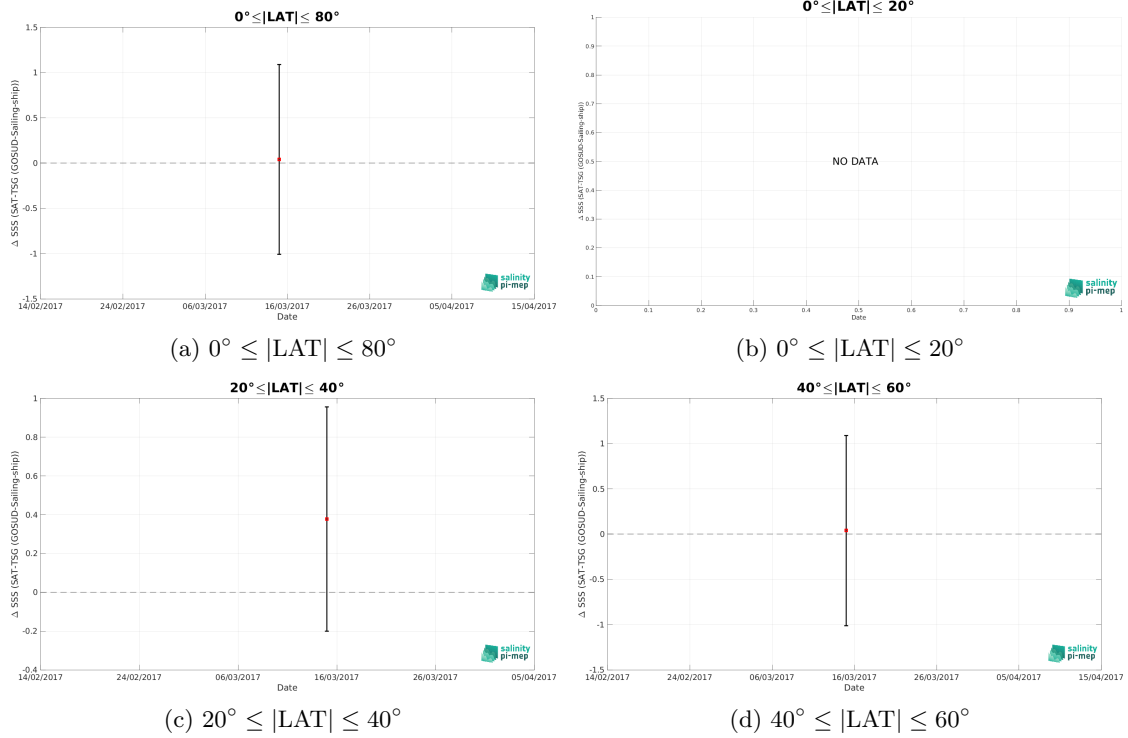 0°≤|LAT|≤ 80°
Δ SSS (SAT-TSG (GOSUD-Sailing-ship))
1.5
1
0.5
0
-0.5
-1
-1.5
14/02/2017 24/02/2017 06/03/2017 16/03/2017 26/03/2017 05/04/2017 15/04/2017
Date
salinity
pi-mep
(a) 0° ≤ |LAT| ≤ 80°
0°≤|LAT|≤ 20°
Δ SSS (SAT-TSG (GOSUD-Sailing-ship))
1
0.9
0.8
0.7
0.6
0.5
0.4
0.3
0.2
0.1
0
NO DATA
0 0.1 0.2 0.3 0.4 0.5 0.6 0.7 0.8 0.9 1
Date
salinity
pi-mep
(b) 0° ≤ |LAT| ≤ 20°
20°≤|LAT|≤ 40°
Δ SSS (SAT-TSG (GOSUD-Sailing-ship))
1
0.8
0.6
0.4
0.2
0
-0.2
-0.4
14/02/2017 24/02/2017 06/03/2017 16/03/2017 26/03/2017 05/04/2017
Date
salinity
pi-mep
(c) 20° ≤ |LAT| ≤ 40°
40°≤|LAT|≤ 60°
Δ SSS (SAT-TSG (GOSUD-Sailing-ship))
1.5
1
0.5
0
-0.5
-1
-1.5
14/02/2017 24/02/2017 06/03/2017 16/03/2017 26/03/2017 05/04/2017 15/04/2017
Date
salinity
pi-mep
(d) 40° ≤ |LAT| ≤ 60°